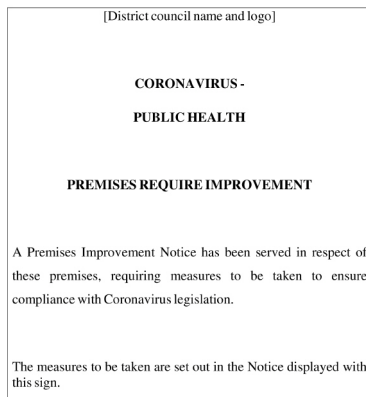 [District council name and logo]
CORONAVIRUS -
PUBLIC HEALTH
PREMISES REQUIRE IMPROVEMENT
A Premises Improvement Notice has been served in respect of
these premises, requiring measures to be taken to ensure
compliance with Coronavirus legislation.
The measures to be taken are set out in the Notice displayed with
this sign.